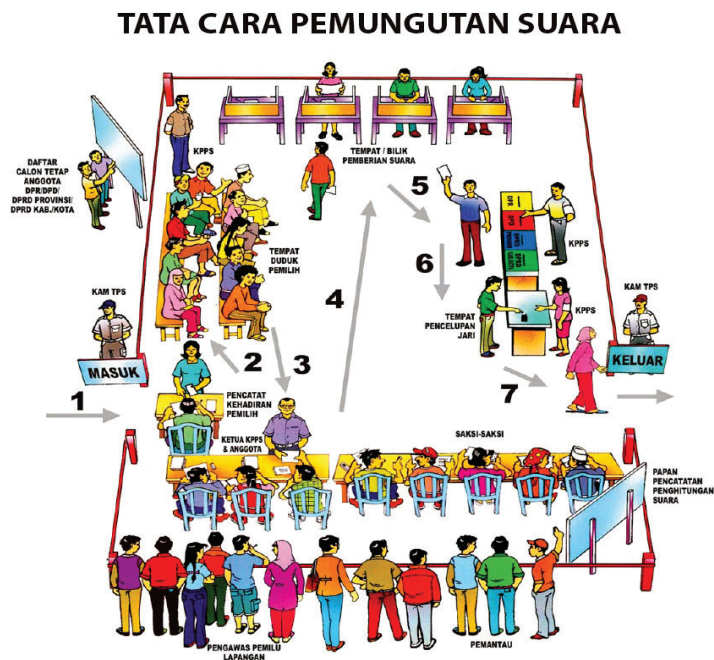 TATA CARA PEMUNGUTAN SUARA
KPPS
TEMPAT / BILIK
PEMBERIAN SUARA
DAFTAR
CALON TETAP
ANGGOTA
DPR/DPD/
DPRD PROVINSI/
DPRD KAB./KOTA
5
DPR
DPD
KPPS
TEMPAT
DUDUK
PEMILIH
6
4
KAM TPS
TEMPAT
PENCELUPAN
JARI
KPPS
KAM TPS
MASUK
2
3
KELUAR
1
7
PENCATAT
KEHADIRAN
PEMILIH
KETUA KPPS
& ANGGOTA
SAKSI-SAKSI
PAPAN
PENCATATAN
PENGHITUNGAN
SUARA
PENGAWAS PEMILU
LAPANGAN
PEMANTAU